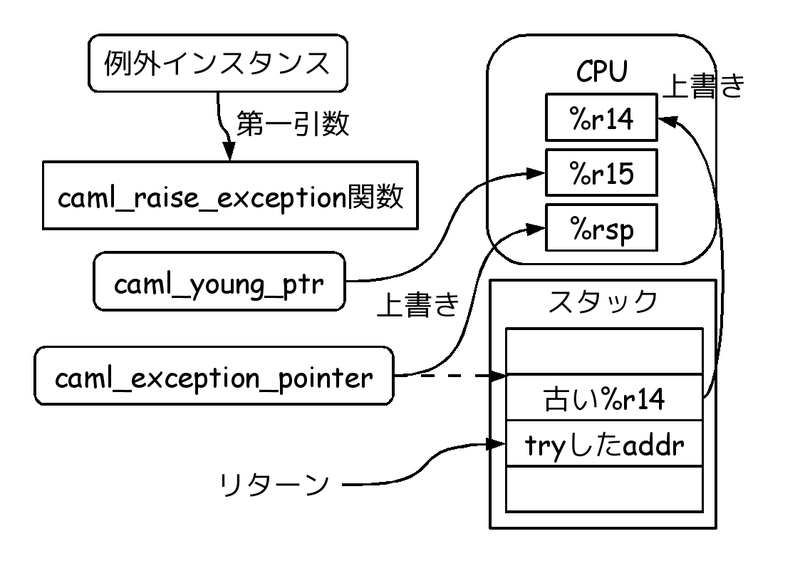 例外インスタンス
第一引数
caml_raise_exception関数
caml_young_ptr
上書き
caml_exception_pointer
リターン
CPU
上書き
%r14
%r15
%rsp
スタック
古い%r14
tryしたaddr